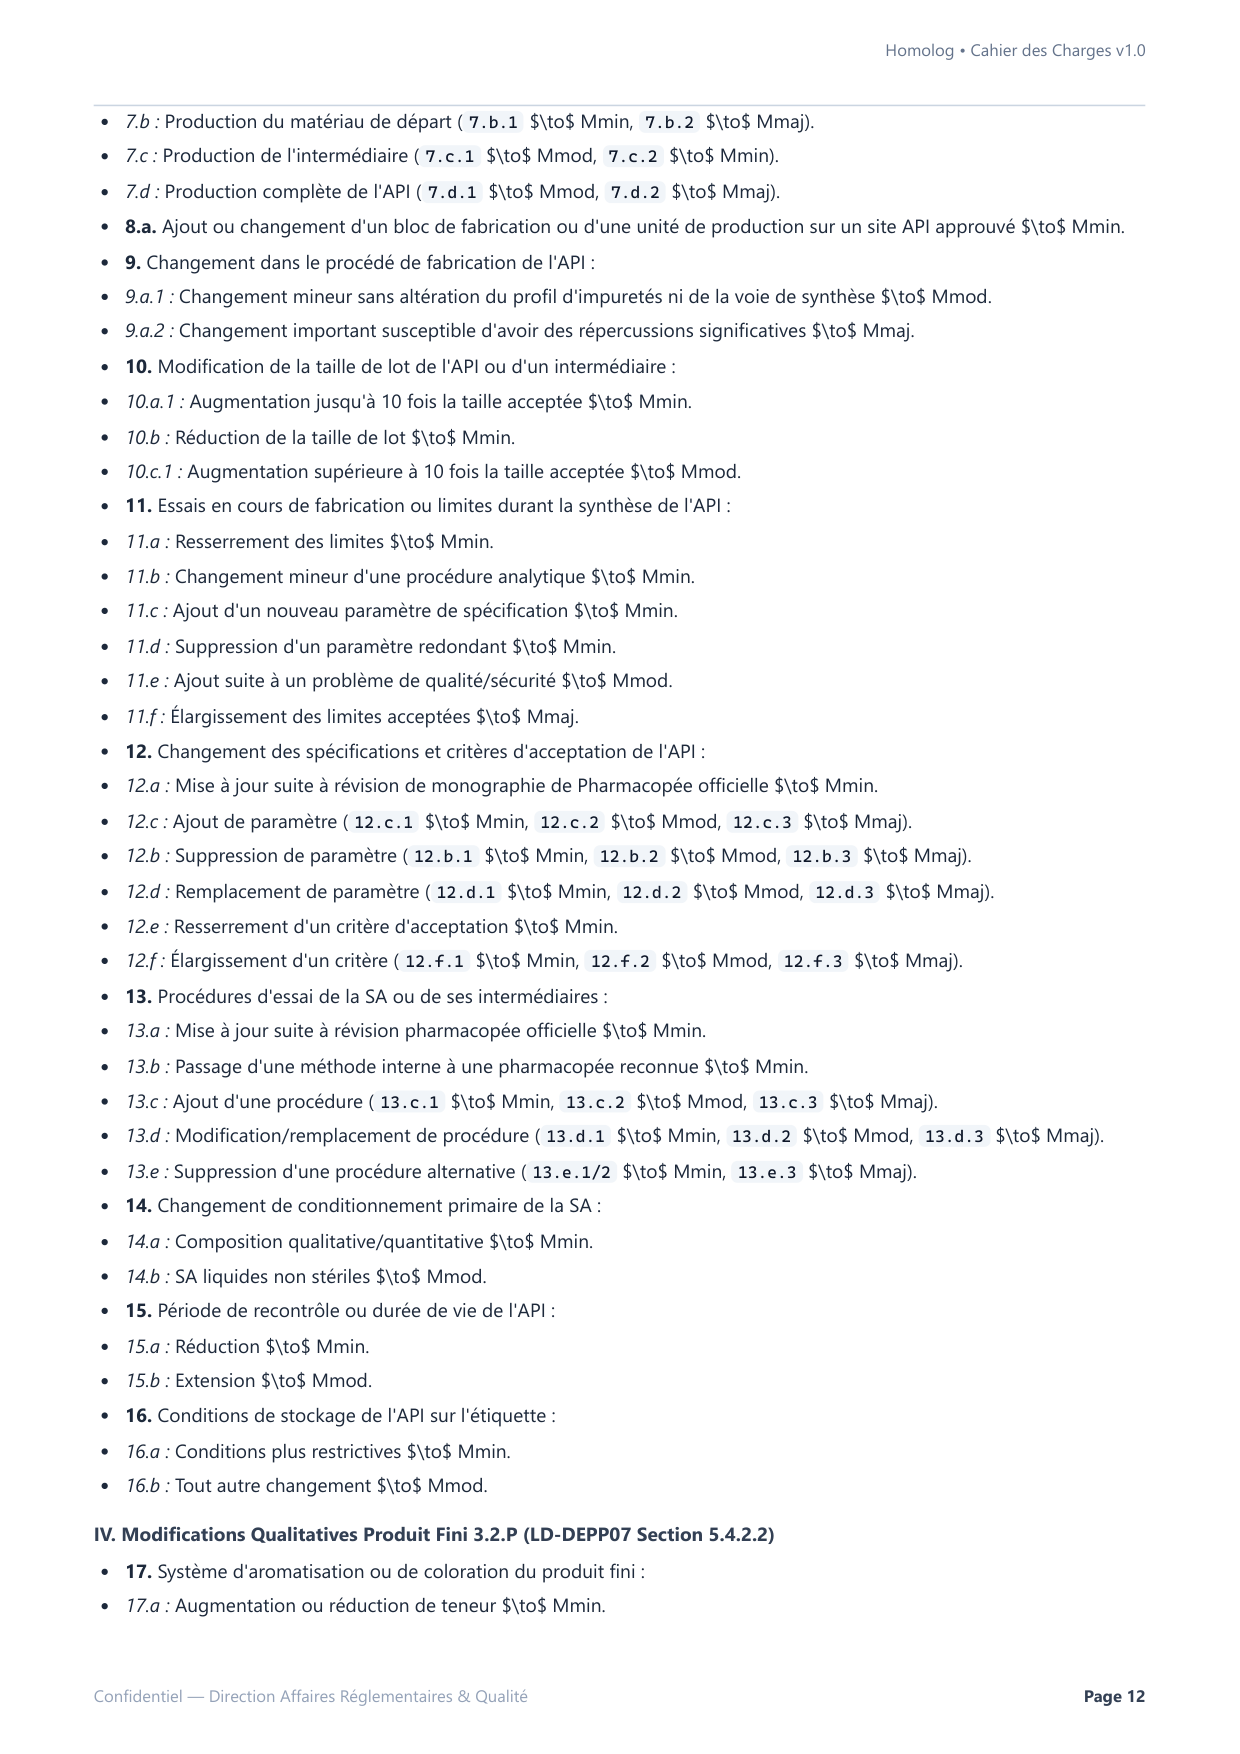 Homolog • Cahier des Charges v1.0
• 7.b : Production du matériau de départ ( 7.b.1 $\to$ Mmin, 7.b.2 $\to$ Mmaj).
• 7.c : Production de l'intermédiaire ( 7.c.1 $\to$ Mmod, 7.c.2 $\to$ Mmin).
• 7.d : Production complète de l'API ( 7.d.1 $\to$ Mmod, 7.d.2 $\to$ Mmaj).
• 8.a. Ajout ou changement d'un bloc de fabrication ou d'une unité de production sur un site API approuvé $\to$ Mmin.
• 9. Changement dans le procédé de fabrication de l'API :
• 9.a.1 : Changement mineur sans altération du profil d'impuretés ni de la voie de synthèse $\to$ Mmod.
• 9.a.2 : Changement important susceptible d'avoir des répercussions significatives $\to$ Mmaj.
• 10. Modification de la taille de lot de l'API ou d'un intermédiaire :
• 10.a.1 : Augmentation jusqu'à 10 fois la taille acceptée $\to$ Mmin.
• 10.b : Réduction de la taille de lot $\to$ Mmin.
• 10.c.1 : Augmentation supérieure à 10 fois la taille acceptée $\to$ Mmod.
• 11. Essais en cours de fabrication ou limites durant la synthèse de l'API :
• 11.a : Resserrement des limites $\to$ Mmin.
• 11.b : Changement mineur d'une procédure analytique $\to$ Mmin.
• 11.c : Ajout d'un nouveau paramètre de spécification $\to$ Mmin.
• 11.d : Suppression d'un paramètre redondant $\to$ Mmin.
• 11.e : Ajout suite à un problème de qualité/sécurité $\to$ Mmod.
• 11.f : Élargissement des limites acceptées $\to$ Mmaj.
• 12. Changement des spécifications et critères d'acceptation de l'API :
• 12.a : Mise à jour suite à révision de monographie de Pharmacopée officielle $\to$ Mmin.
• 12.c : Ajout de paramètre ( 12.c.1 $\to$ Mmin, 12.c.2 $\to$ Mmod, 12.c.3 $\to$ Mmaj).
• 12.b : Suppression de paramètre ( 12.b.1 $\to$ Mmin, 12.b.2 $\to$ Mmod, 12.b.3 $\to$ Mmaj).
• 12.d : Remplacement de paramètre ( 12.d.1 $\to$ Mmin, 12.d.2 $\to$ Mmod, 12.d.3 $\to$ Mmaj).
• 12.e : Resserrement d'un critère d'acceptation $\to$ Mmin.
• 12.f : Élargissement d'un critère ( 12.f.1 $\to$ Mmin, 12.f.2 $\to$ Mmod, 12.f.3 $\to$ Mmaj).
• 13. Procédures d'essai de la SA ou de ses intermédiaires :
• 13.a : Mise à jour suite à révision pharmacopée officielle $\to$ Mmin.
• 13.b : Passage d'une méthode interne à une pharmacopée reconnue $\to$ Mmin.
• 13.c : Ajout d'une procédure ( 13.c.1 $\to$ Mmin, 13.c.2 $\to$ Mmod, 13.c.3 $\to$ Mmaj).
• 13.d : Modification/remplacement de procédure ( 13.d.1 $\to$ Mmin, 13.d.2 $\to$ Mmod, 13.d.3 $\to$ Mmaj).
• 13.e : Suppression d'une procédure alternative ( 13.e.1/2 $\to$ Mmin, 13.e.3 $\to$ Mmaj).
• 14. Changement de conditionnement primaire de la SA :
• 14.a : Composition qualitative/quantitative $\to$ Mmin.
• 14.b : SA liquides non stériles $\to$ Mmod.
• 15. Période de recontrôle ou durée de vie de l'API :
• 15.a : Réduction $\to$ Mmin.
• 15.b : Extension $\to$ Mmod.
• 16. Conditions de stockage de l'API sur l'étiquette :
• 16.a : Conditions plus restrictives $\to$ Mmin.
• 16.b : Tout autre changement $\to$ Mmod.
IV. Modifications Qualitatives Produit Fini 3.2.P (LD-DEPP07 Section 5.4.2.2)
• 17. Système d'aromatisation ou de coloration du produit fini :
• 17.a : Augmentation ou réduction de teneur $\to$ Mmin.
Confidentiel — Direction Affaires Réglementaires & Qualité
Page 12